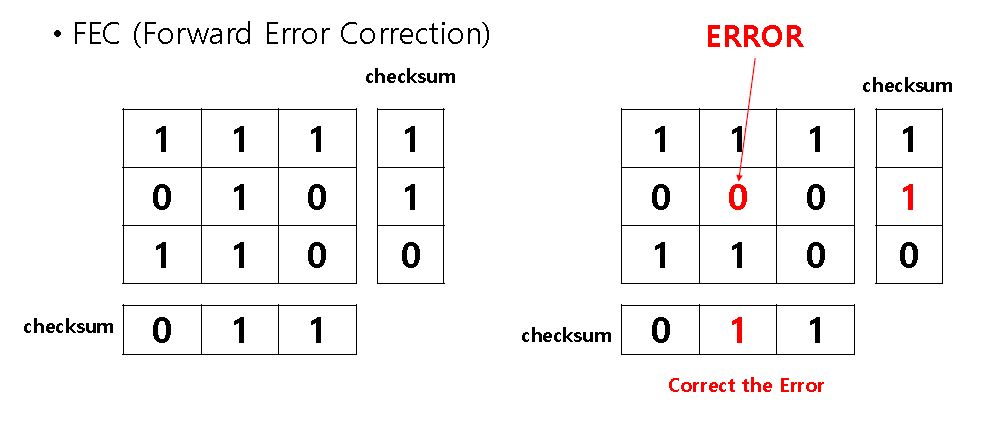 • FEC (Forward Error Correction)
ERROR
checksum
checksum
1 1 1 1
0 1 0 1
1 1 0 0
checksum 0 1 1
1 1 1 1
0 0 0 1
1 1 0 0
checksum 0 1 1
Correct the Error